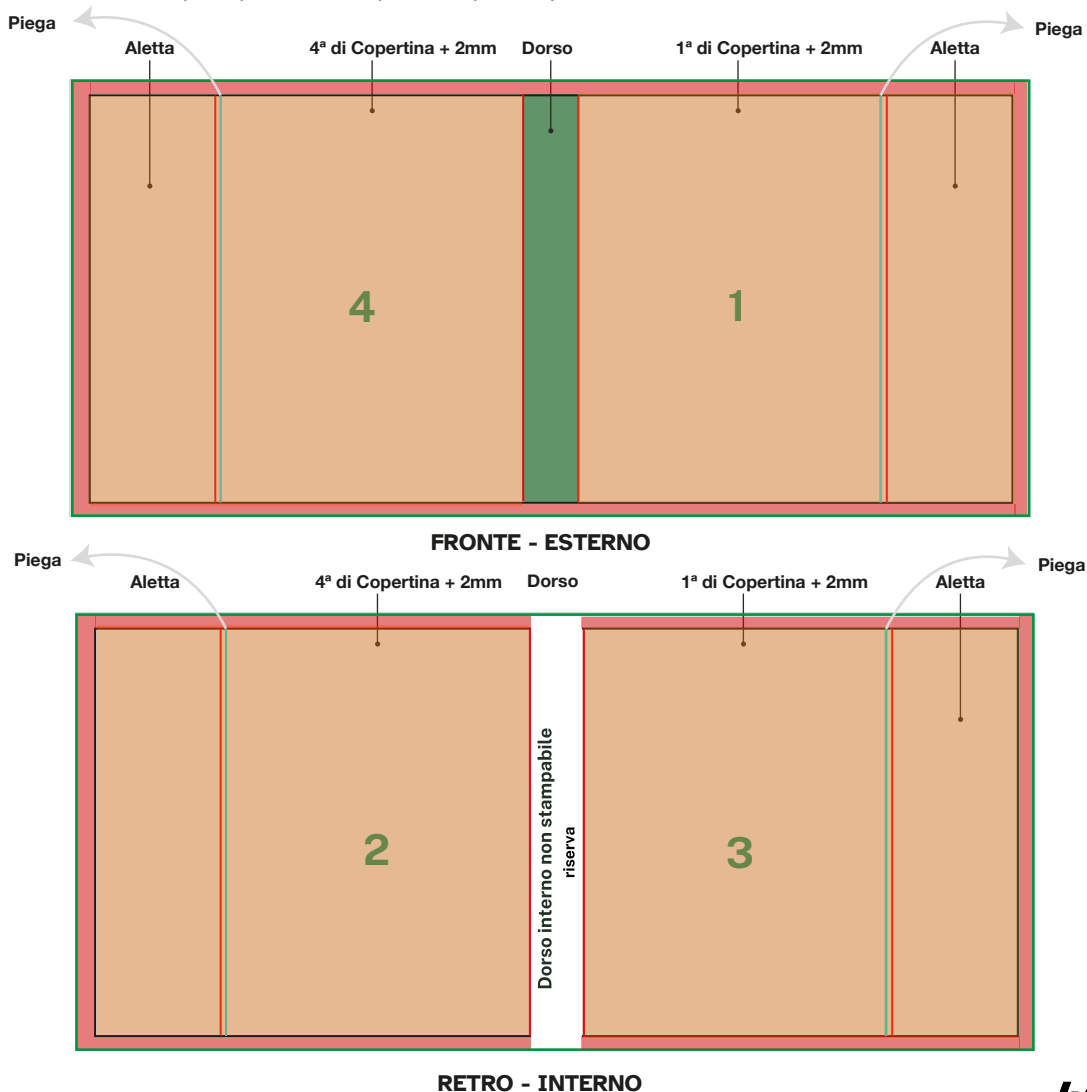 Piega
Piega
Aletta
4ª di Copertina + 2mm
Dorso
1ª di Copertina + 2mm
Aletta
4
1
FRONTE - ESTERNO
Piega
Piega
Aletta
4ª di Copertina + 2mm
Dorso
1ª di Copertina + 2mm
Aletta
2
Dorso interno non stampabile
riserva
3
RETRO - INTERNO